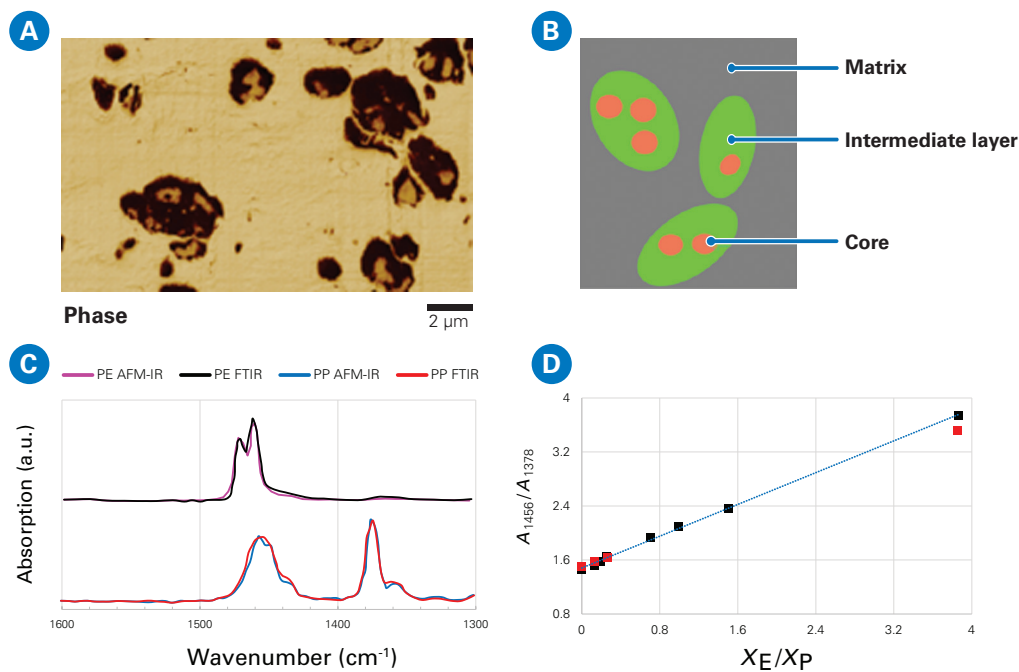 A
Phase
2 µm
B
Matrix
Intermediate layer
Core
C
PE AFM-IR PE FTIR PP AFM-IR PP FTIR
Absorption (a.u.)
1600 1500 1400 1300
Wavenumber (cm⁻¹)
D
4
3.2
2.4
1.6
0.8
A₁₄₅₆/A₁₃₇₈
0 0.8 1.6 2.4 3.2 4
XE/XP